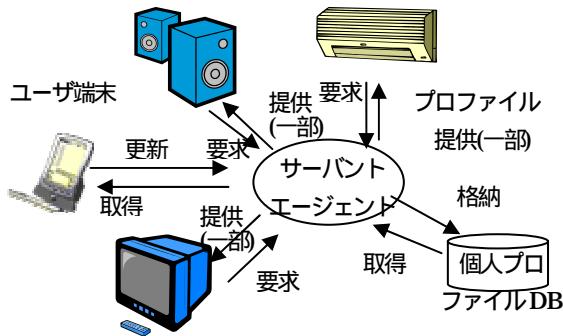 ユーザ端末
提供
(一部)
要求
プロファイル
提供(一部)
更新
要求
取得
サーバント
エージェンド
提供
(一部)
要求
格納
取得
個人プロ
ファイルDB